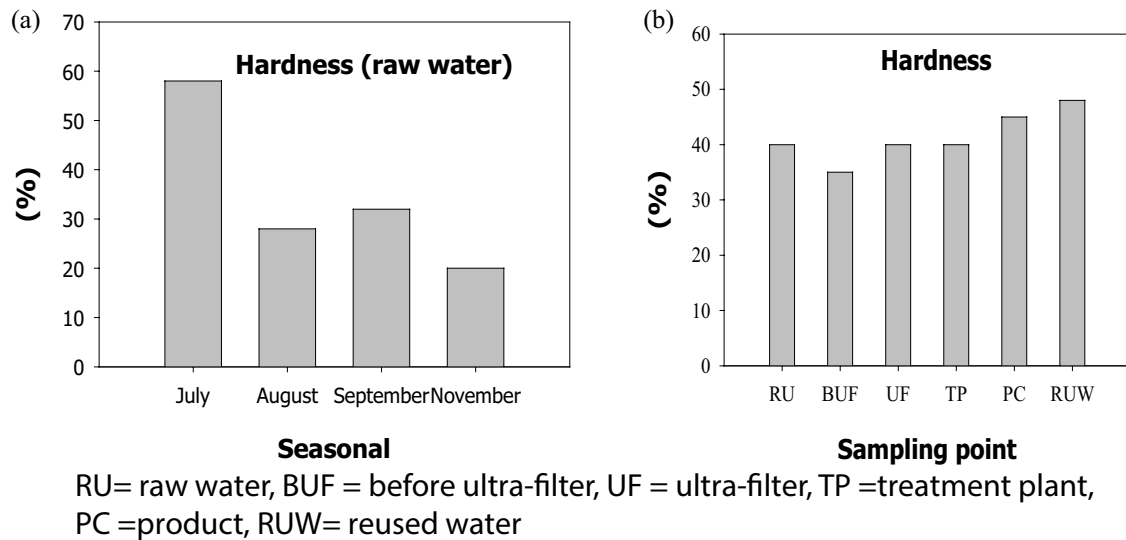 (a)
70
60
50
40
30
20
10
0
(%)
Hardness (raw water)
July August September November
Seasonal
(b)
60
50
40
30
20
10
0
(%)
Hardness
RU BUF UF TP PC RUW
Sampling point
RU= raw water, BUF = before ultra-filter, UF = ultra-filter, TP =treatment plant,
PC =product, RUW= reused water